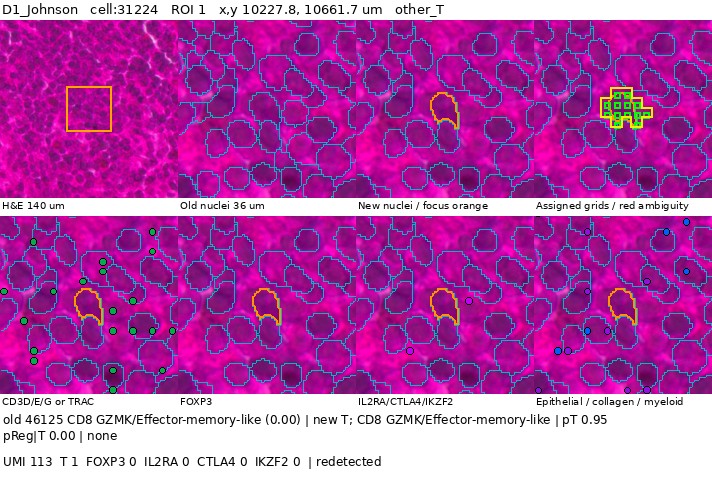 D1_Johnson   cell:31224   ROI 1   x,y 10227.8, 10661.7 um   other_T
H&E 140 um
Old nuclei 36 um
New nuclei / focus orange
Assigned grids / red ambiguity
CD3D/E/G or TRAC
FOXP3
IL2RA/CTLA4/IKZF2
Epithelial / collagen / myeloid
old 46125 CD8 GZMK/Effector-memory-like (0.00) | new T; CD8 GZMK/Effector-memory-like | pT 0.95
pReg|T 0.00 | none
UMI 113  T 1  FOXP3 0  IL2RA 0  CTLA4 0  IKZF2 0  | redetected